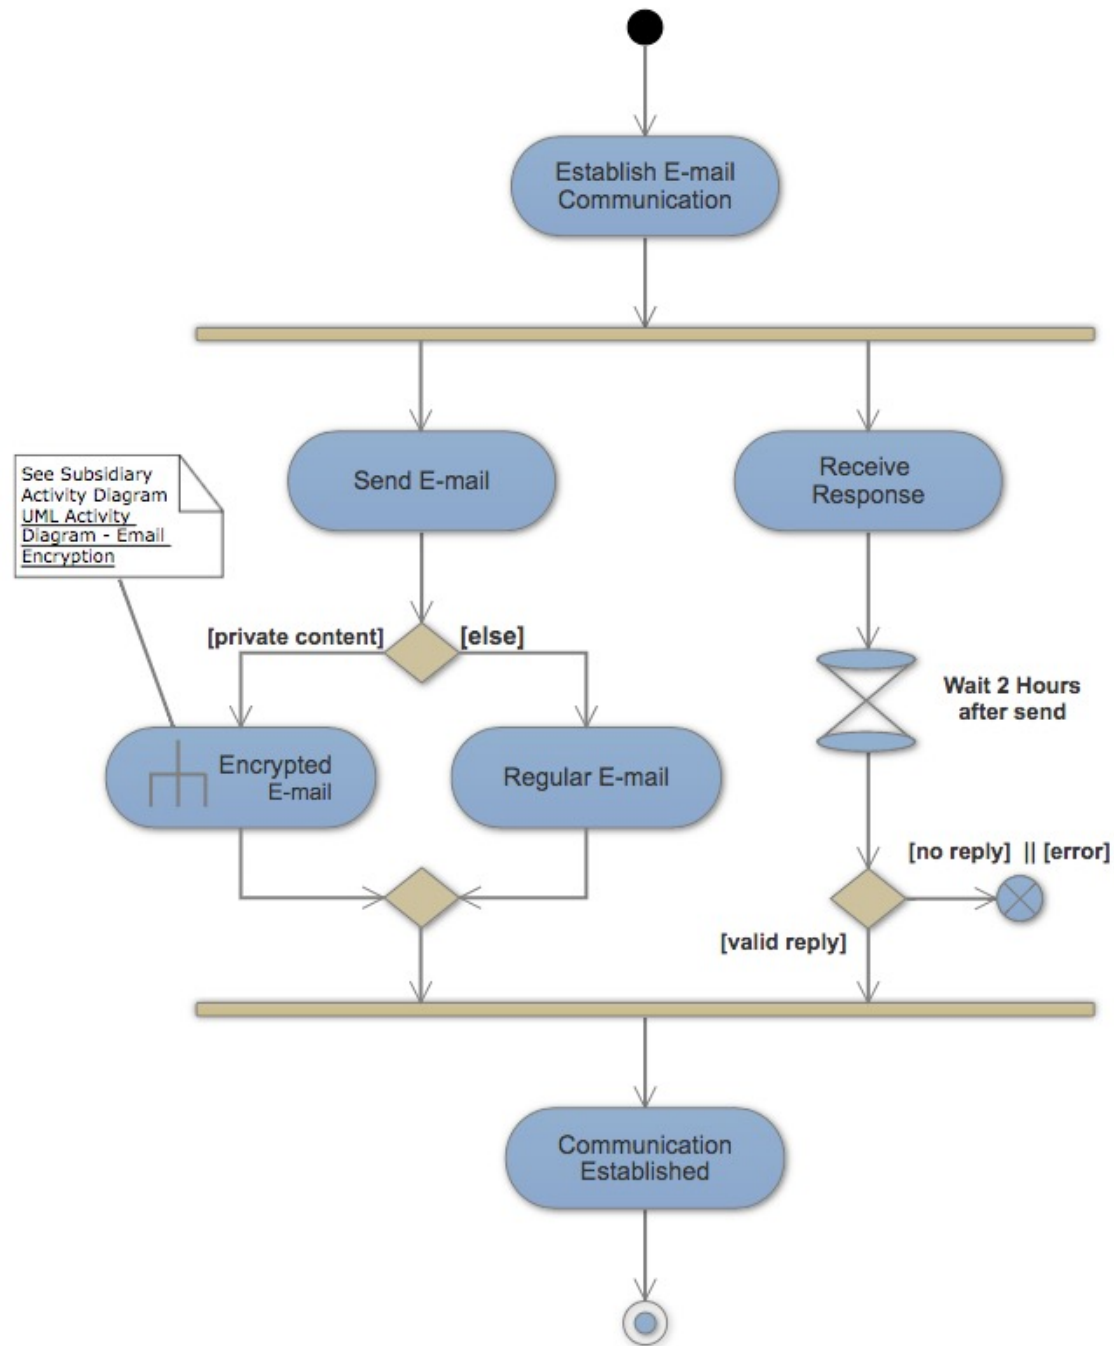 Establish E-mail
Communication
Send E-mail
Receive
Response
See Subsidiary
Activity Diagram
UML Activity
Diagram - Email
Encryption
[private content]
[else]
Wait 2 Hours
after send
Encrypted
E-mail
Regular E-mail
[no reply] || [error]
[valid reply]
Communication
Established